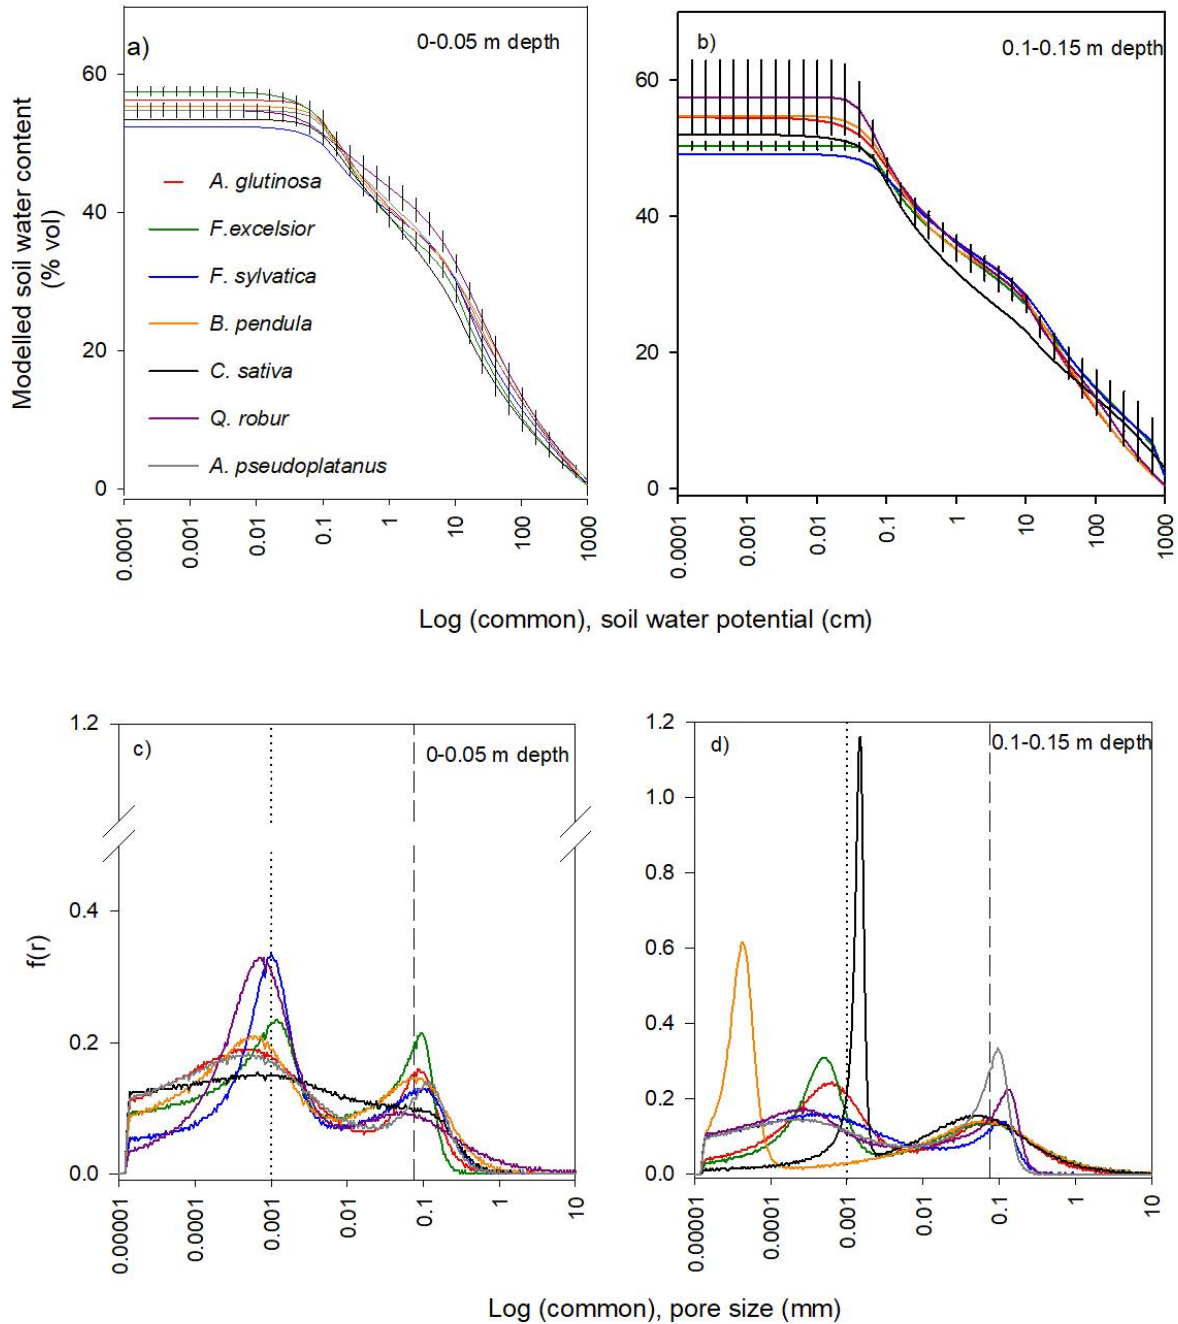 a)
0-0.05 m depth
60
40
20
0
Modelled soil water content
(% vol)
A. glutinosa
F.excelsior
F. sylvatica
B. pendula
C. sativa
Q. robur
A. pseudoplatanus
0.0001
0.001
0.01
0.1
1
10
100
1000
b)
0.1-0.15 m depth
60
40
20
0
0.0001
0.001
0.01
0.1
1
10
100
1000
Log (common), soil water potential (cm)
c)
0-0.05 m depth
1.2
0.4
0.2
0.0
f(r)
0.00001
0.0001
0.001
0.01
0.1
1
10
d)
0.1-0.15 m depth
1.2
1.0
0.8
0.6
0.4
0.2
0.0
0.00001
0.0001
0.001
0.01
0.1
1
10
Log (common), pore size (mm)